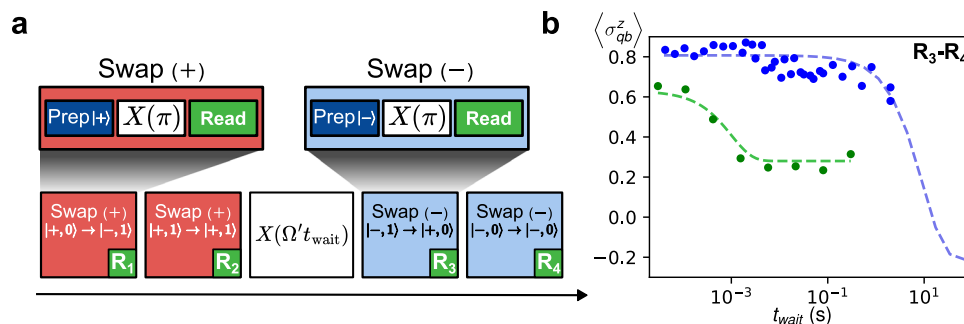 a
Swap (+)
Prep|+⟩ X(π) Read
Swap (−)
Prep|−⟩ X(π) Read
Swap (+)
|+,0⟩→|−,1⟩
R₁
Swap (+)
|+,1⟩→|+,1⟩
R₂
X(Ω′t_wait)
Swap (−)
|−,1⟩→|+,0⟩
R₃
Swap (−)
|−,0⟩→|−,0⟩
R₄
b
⟨σ^z_qb⟩
R₃-R₄
0.8
0.6
0.4
0.2
0.0
−0.2
10⁻³
10⁻¹
10¹
t_wait (s)